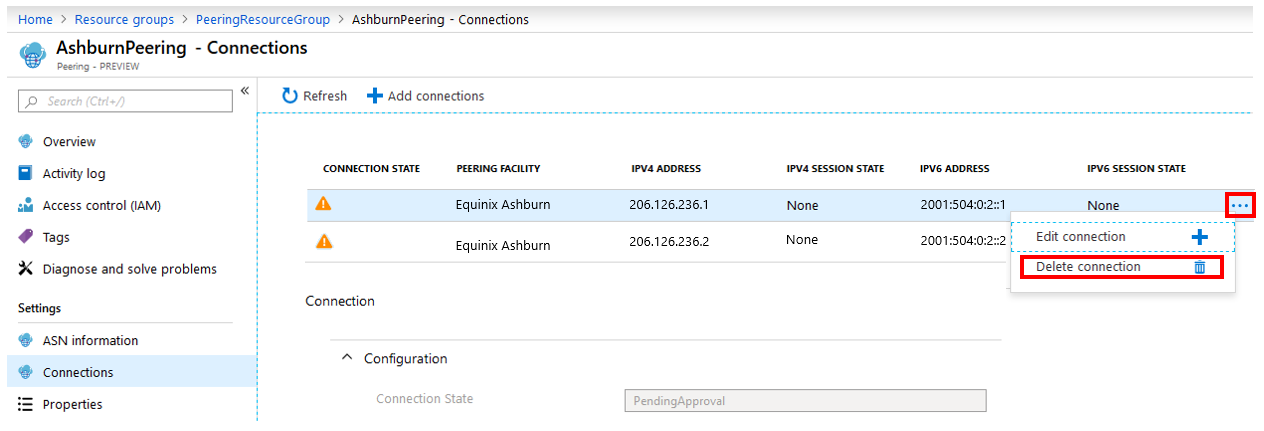 Home > Resource groups > PeeringResourceGroup > AshburnPeering - Connections
AshburnPeering - Connections
Peering - PREVIEW
Search (Ctrl+/)
«
Refresh
Add connections
Overview
Activity log
Access control (IAM)
Tags
Diagnose and solve problems
Settings
ASN information
Connections
Properties
CONNECTION STATE PEERING FACILITY IPV4 ADDRESS IPV4 SESSION STATE IPV6 ADDRESS IPV6 SESSION STATE
Equinix Ashburn 206.126.236.1 None 2001:504:0:2::1 None ...
Equinix Ashburn 206.126.236.2 None 2001:504:0:2::2
Edit connection
Delete connection
Connection
Configuration
Connection State PendingApproval